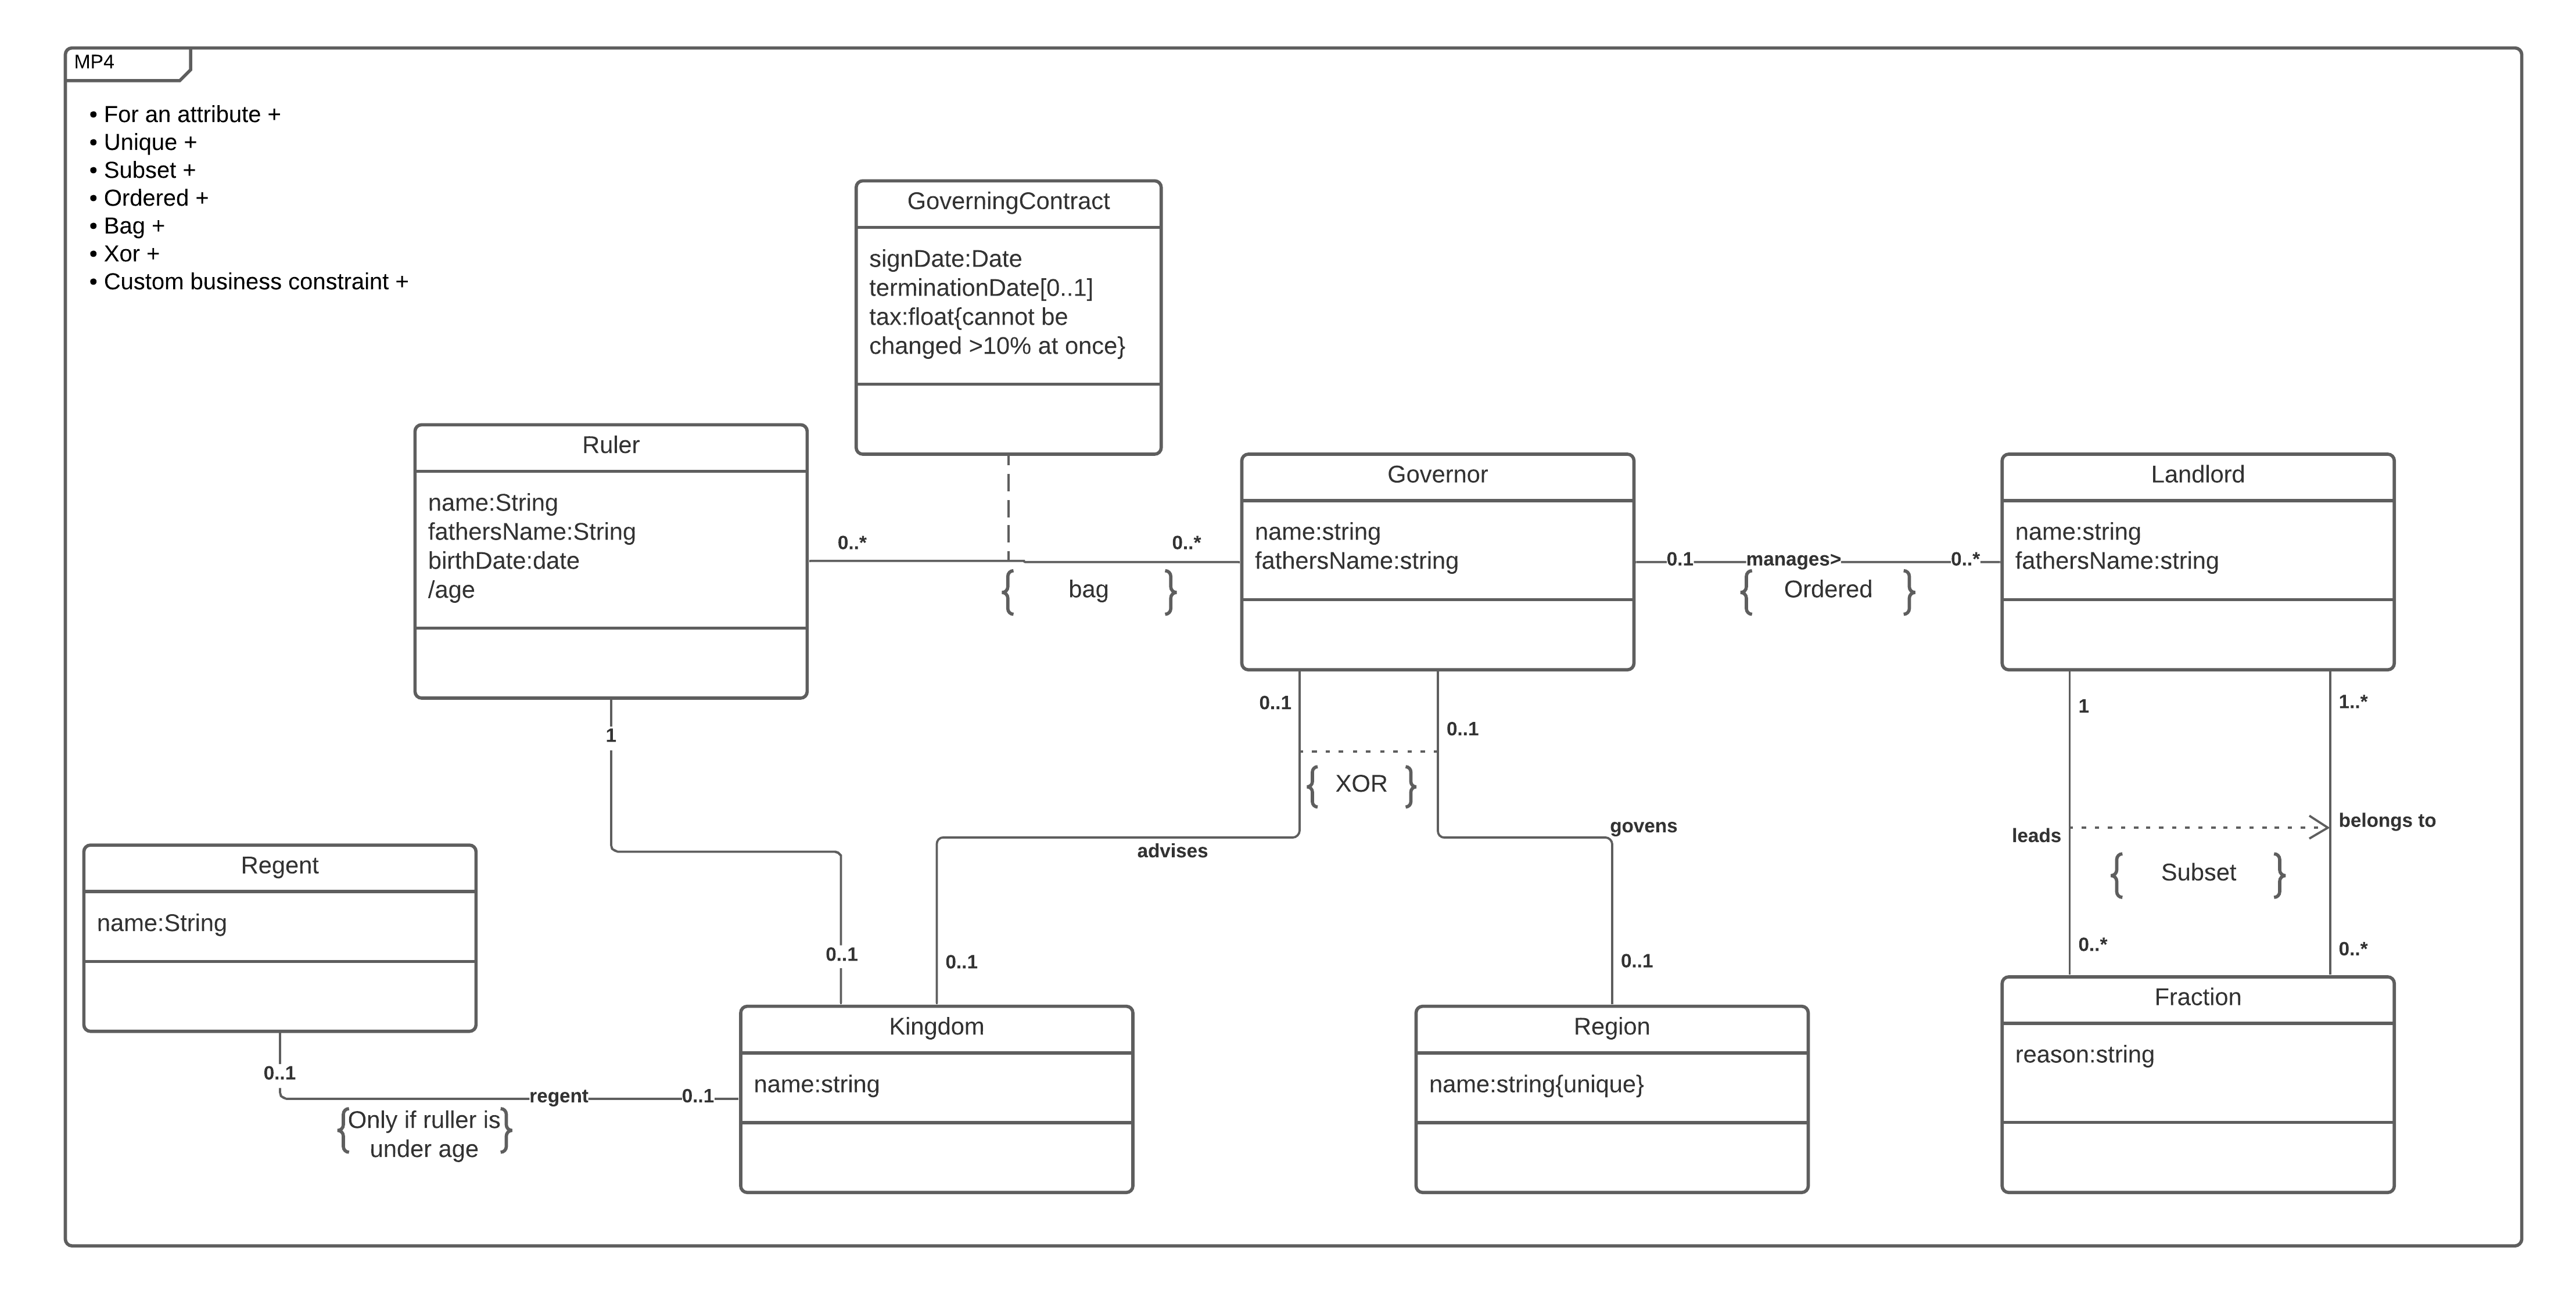 MP4
• For an attribute +
• Unique +
• Subset +
• Ordered +
• Bag +
• Xor +
• Custom business constraint +
GoverningContract
signDate:Date
terminationDate[0..1]
tax:float{cannot be
changed >10% at once}
Ruler
name:String
fathersName:String
birthDate:date
/age
0..*
0..*
{ bag }
Governor
name:string
fathersName:string
0.1
manages>
0..*
{ Ordered }
Landlord
name:string
fathersName:string
1
0..1
0..1
{ XOR }
advises
govens
1
1..*
leads
belongs to
{ Subset }
0..*
0..*
Regent
name:String
0..1
regent
0..1
{Only if ruller is
under age}
0..1
0..1
Kingdom
name:string
0..1
Region
name:string{unique}
Fraction
reason:string